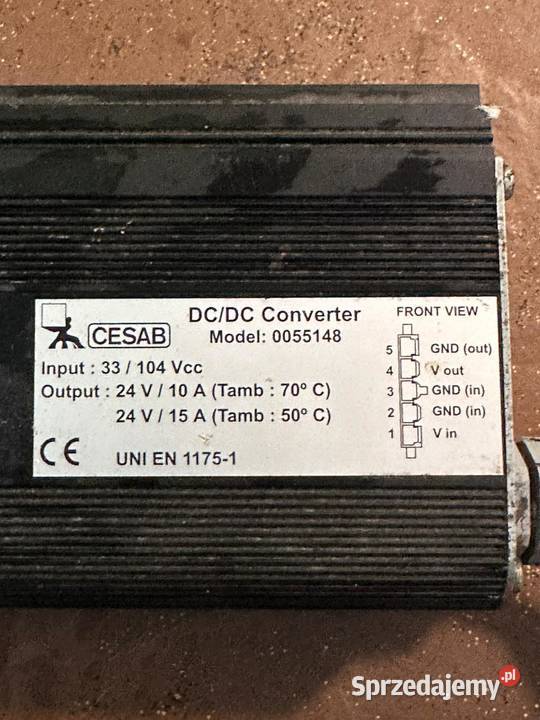 CESAB
DC/DC Converter
Model: 0055148
Input : 33 / 104 Vcc
Output : 24 V / 10 A (Tamb : 70º C)
24 V / 15 A (Tamb : 50º C)
CE UNI EN 1175-1
FRONT VIEW
5 GND (out)
4 V out
3 GND (in)
2 GND (in)
1 V in
Sprzedajemy.pl